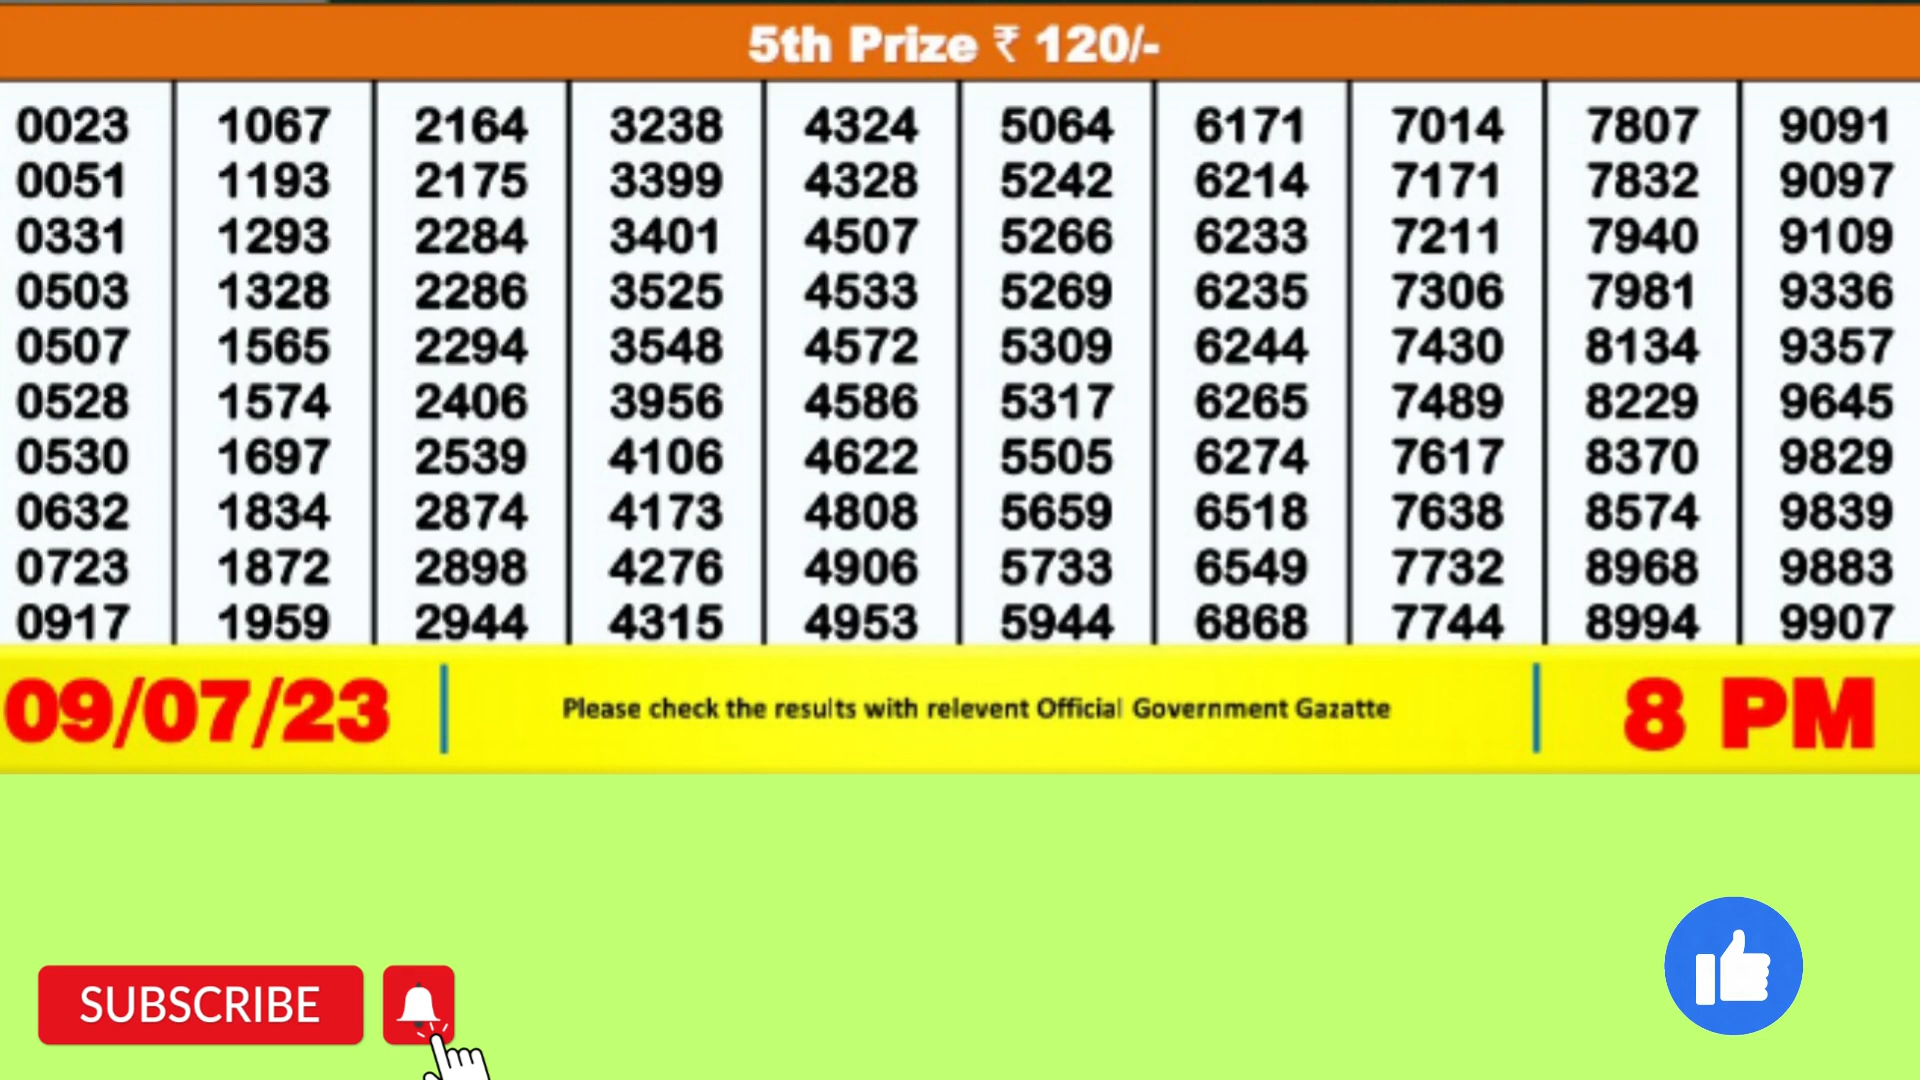 5th Prize ₹ 120/-
0023 1067 2164 3238 4324 5064 6171 7014 7807 9091
0051 1193 2175 3399 4328 5242 6214 7171 7832 9097
0331 1293 2284 3401 4507 5266 6233 7211 7940 9109
0503 1328 2286 3525 4533 5269 6235 7306 7981 9336
0507 1565 2294 3548 4572 5309 6244 7430 8134 9357
0528 1574 2406 3956 4586 5317 6265 7489 8229 9645
0530 1697 2539 4106 4622 5505 6274 7617 8370 9829
0632 1834 2874 4173 4808 5659 6518 7638 8574 9839
0723 1872 2898 4276 4906 5733 6549 7732 8968 9883
0917 1959 2944 4315 4953 5944 6868 7744 8994 9907
09/07/23 Please check the results with relevent Official Government Gazatte 8 PM
SUBSCRIBE